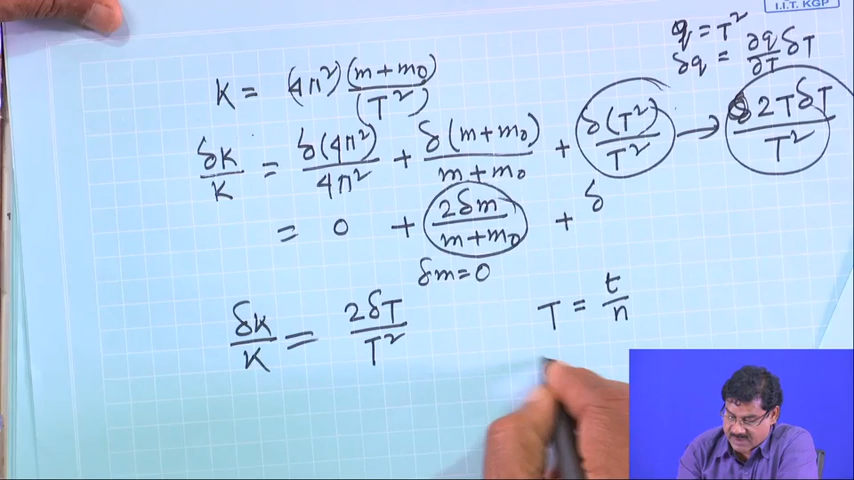 I.I.T. KGP
q = T²
δq = ∂q/∂T δT
K = (4π²) (m + m₀)/(T²)
δK/K = δ(4π²)/4π² + δ(m + m₀)/m + m₀ + δ(T²)/T² → 2TδT/T²
= 0 + 2δm/m + m₀ + δ
δm = 0
δK/K = 2δT/T² T = t/n